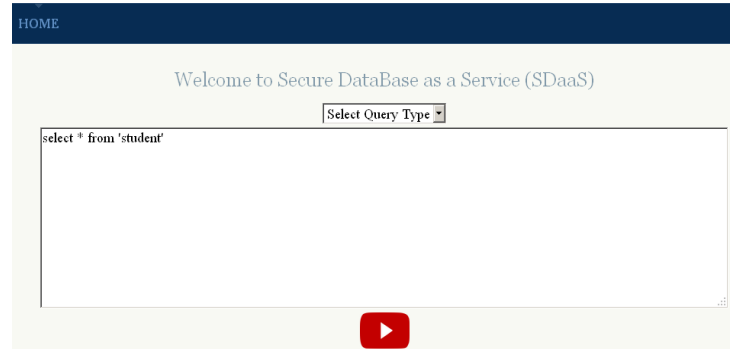 HOME
Welcome to Secure DataBase as a Service (SDaaS)
Select Query Type
select * from 'student'